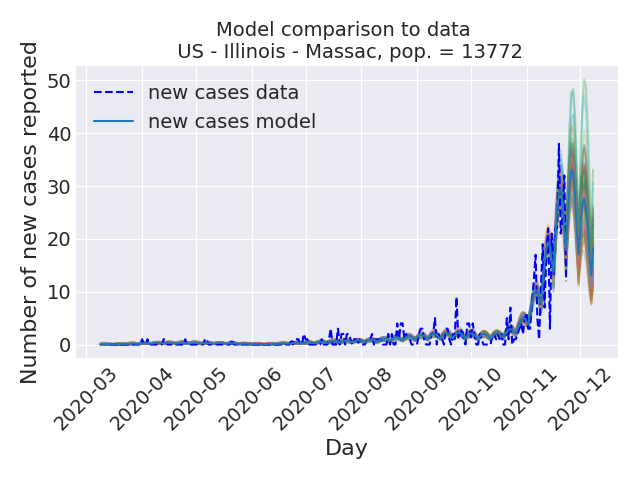 Model comparison to data
US - Illinois - Massac, pop. = 13772
Number of new cases reported
50
40
30
20
10
0
new cases data
new cases model
2020-03
2020-04
2020-05
2020-06
2020-07
2020-08
2020-09
2020-10
2020-11
2020-12
Day